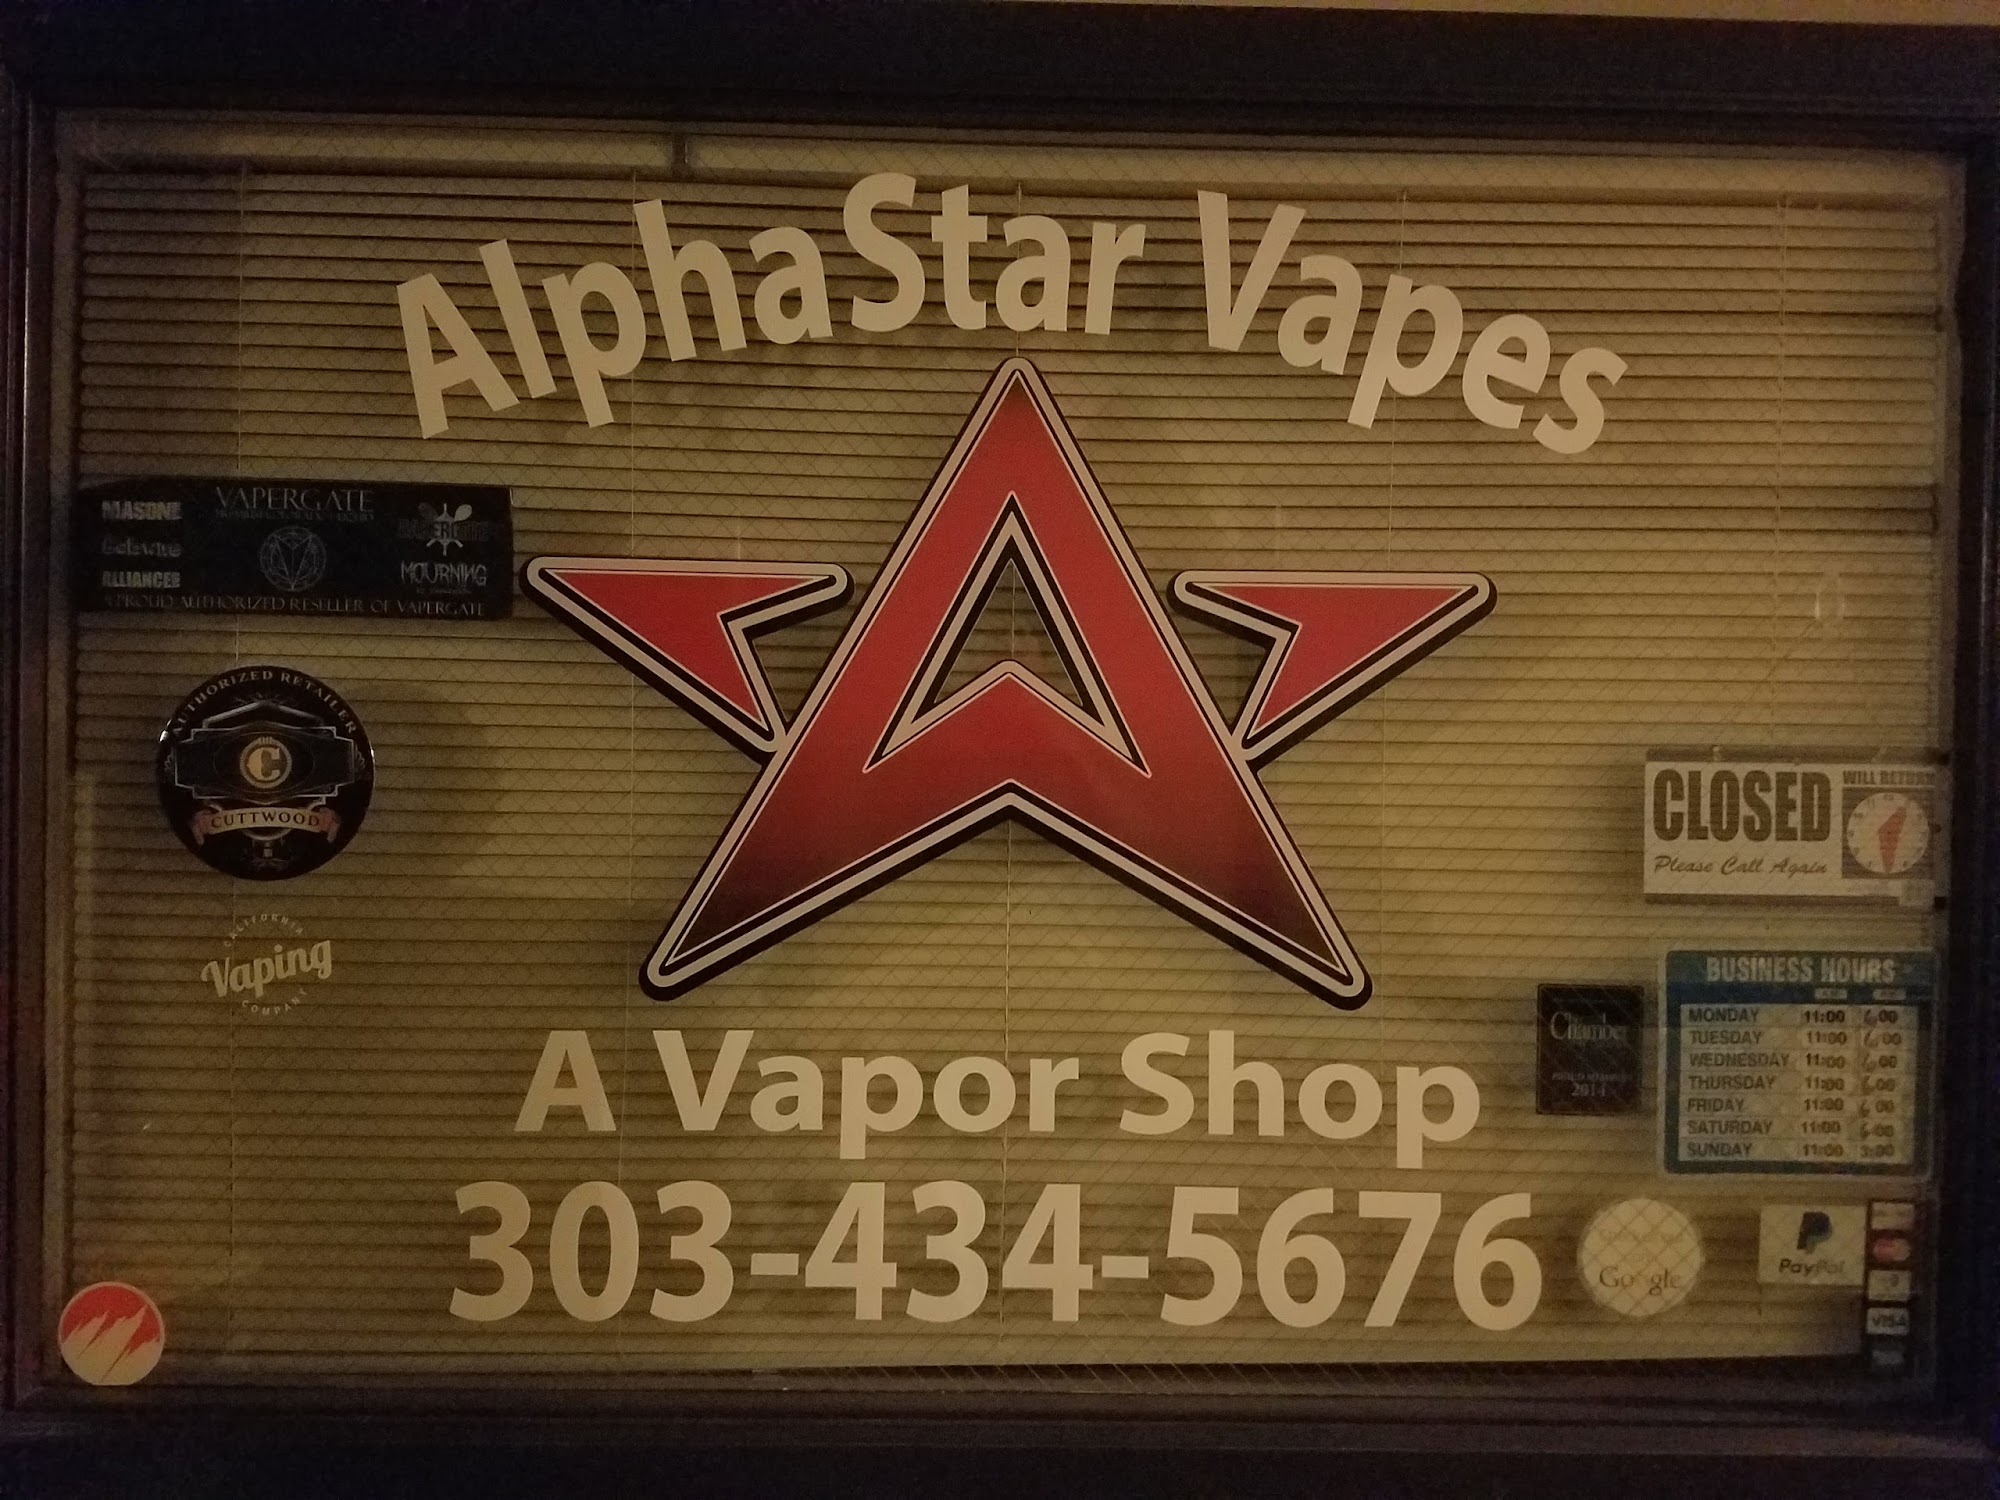 AlphaStar Vapes
MASONE
VAPERGATE
ALLIANCES
MOURNING
A PROUD AUTHORIZED RESELLER OF VAPERGATE
AUTHORIZED RETAILER
C
CUTTWOOD
CALIFORNIA
Vaping
COMPANY
CLOSED
WILL RETURN
Please Call Again
BUSINESS HOURS
MONDAY 11:00 6:00
TUESDAY 11:00 6:00
WEDNESDAY 11:00 6:00
THURSDAY 11:00 6:00
FRIDAY 11:00 6:00
SATURDAY 11:00 6:00
SUNDAY 11:00 3:00
Chamber
2014
A Vapor Shop
303-434-5676
Google
PayPal
VISA